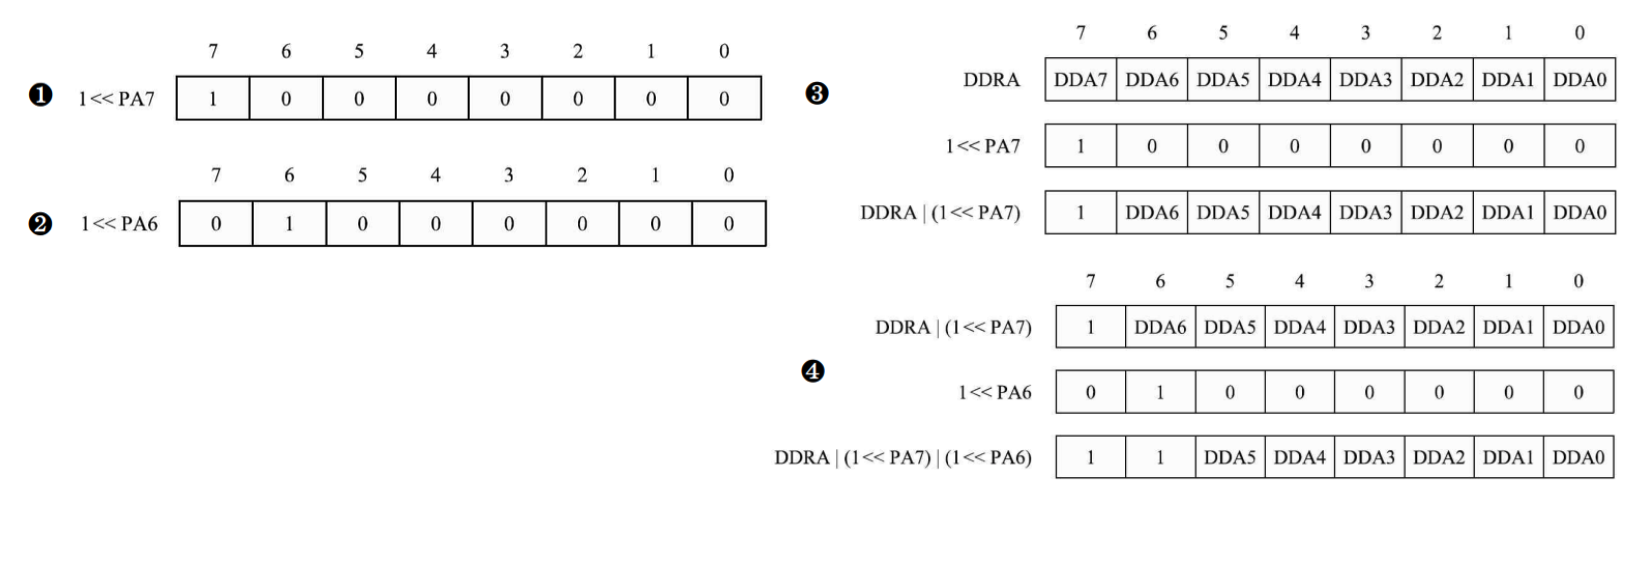 7 6 5 4 3 2 1 0
❶ 1<< PA7 1 0 0 0 0 0 0 0
7 6 5 4 3 2 1 0
❷ 1<< PA6 0 1 0 0 0 0 0 0
7 6 5 4 3 2 1 0
❸ DDRA DDA7 DDA6 DDA5 DDA4 DDA3 DDA2 DDA1 DDA0
1<< PA7 1 0 0 0 0 0 0 0
DDRA | (1<< PA7) 1 DDA6 DDA5 DDA4 DDA3 DDA2 DDA1 DDA0
7 6 5 4 3 2 1 0
DDRA | (1<< PA7) 1 DDA6 DDA5 DDA4 DDA3 DDA2 DDA1 DDA0
❹ 1<< PA6 0 1 0 0 0 0 0 0
DDRA | (1<< PA7) | (1<< PA6) 1 1 DDA5 DDA4 DDA3 DDA2 DDA1 DDA0